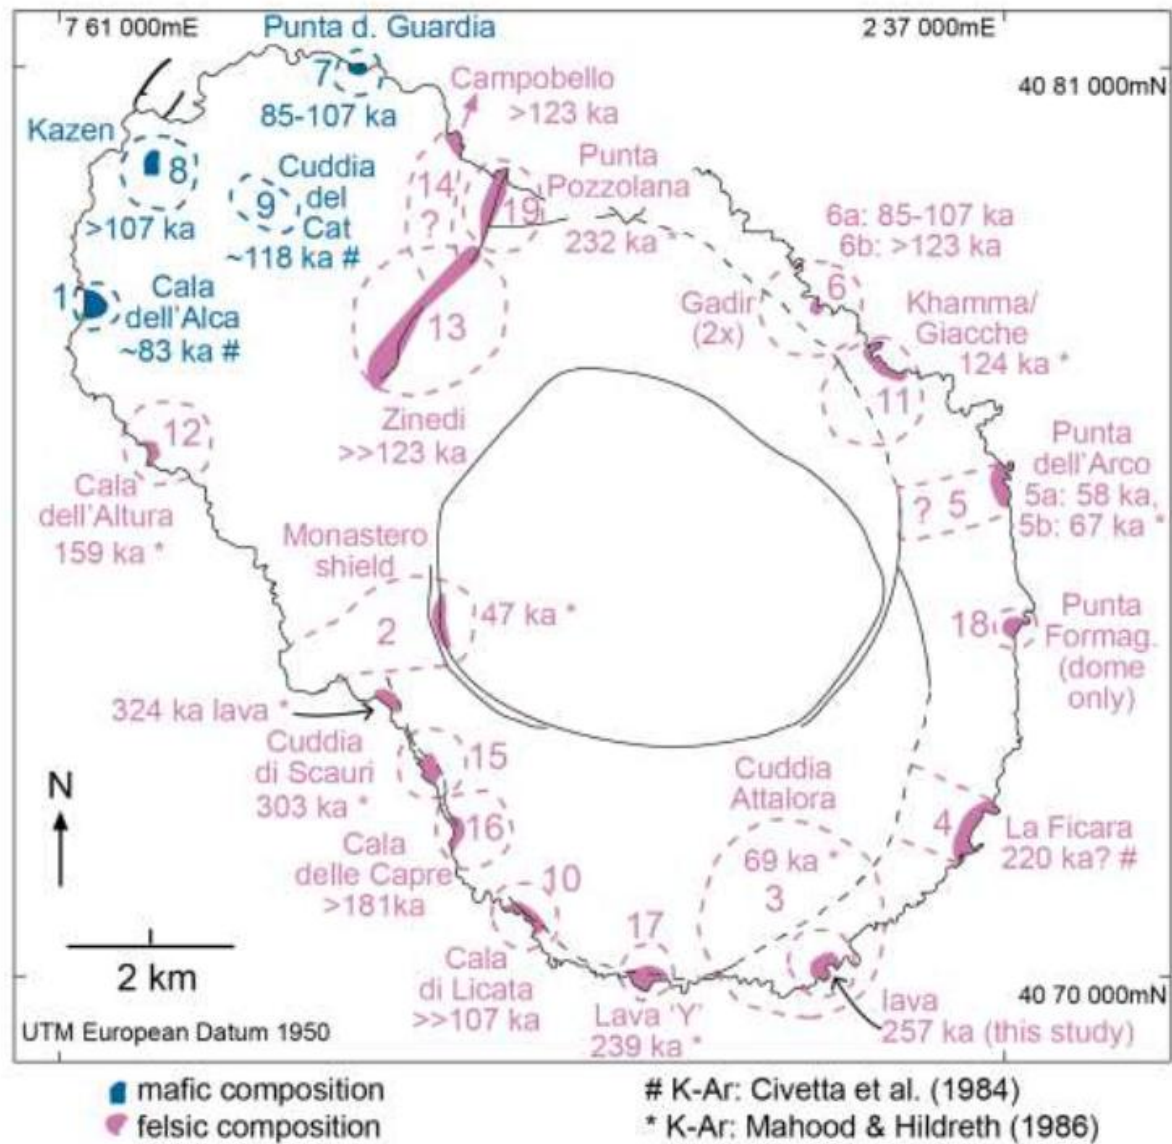 7 61 000mE
Punta d. Guardia
2 37 000mE
7
Campobello
>123 ka
40 81 000mN
85-107 ka
Kazen
8
>107 ka
Cuddia
del
Cat
9
~118 ka #
14
?
19
Punta
Pozzolana
232 ka
6a: 85-107 ka
6b: >123 ka
6
Gadir
(2x)
Khamma/
Giacche
124 ka *
11
1
Cala
dell'Alca
~83 ka #
13
Zinedi
>>123 ka
12
Cala
dell'Altura
159 ka *
Punta
dell'Arco
5a: 58 ka,
5b: 67 ka *
? 5
Monastero
shield
47 ka *
2
18
Punta
Formag.
(dome
only)
324 ka lava *
Cuddia
di Scauri
303 ka *
15
16
Cala
delle Capre
>181ka
10
Cala
di Licata
>>107 ka
17
Lava 'Y'
239 ka *
Cuddia
Attalora
69 ka *
3
4
La Ficara
220 ka? #
lava
257 ka (this study)
N
2 km
40 70 000mN
UTM European Datum 1950
mafic composition
felsic composition
# K-Ar: Civetta et al. (1984)
* K-Ar: Mahood & Hildreth (1986)